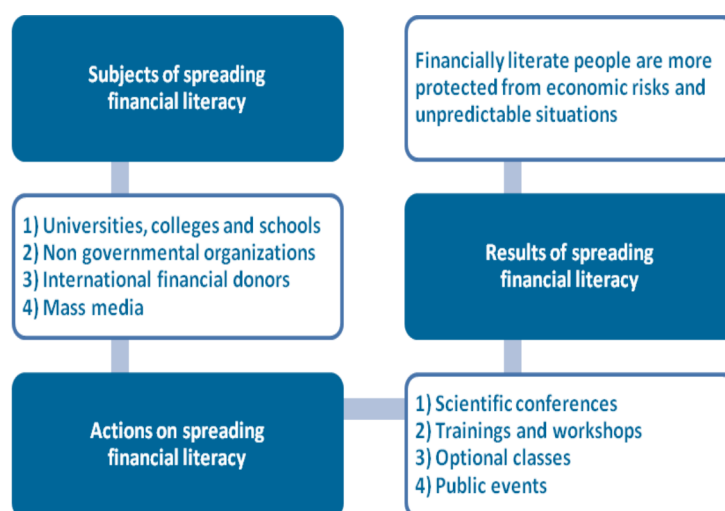 Subjects of spreading
financial literacy
1) Universities, colleges and schools
2) Non governmental organizations
3) International financial donors
4) Mass media
Actions on spreading
financial literacy
1) Scientific conferences
2) Trainings and workshops
3) Optional classes
4) Public events
Results of spreading
financial literacy
Financially literate people are more
protected from economic risks and
unpredictable situations